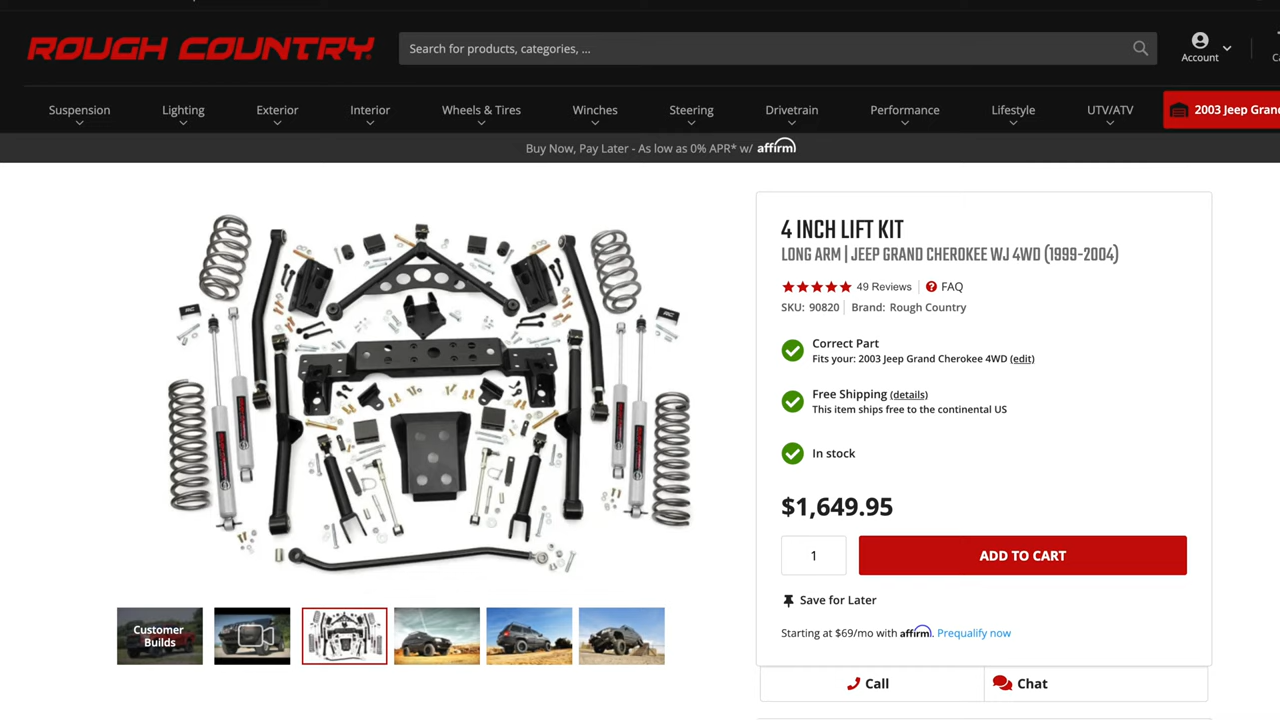 ROUGH COUNTRY
Search for products, categories, ...
Account
Suspension
Lighting
Exterior
Interior
Wheels & Tires
Winches
Steering
Drivetrain
Performance
Lifestyle
UTV/ATV
2003 Jeep Gran
Buy Now, Pay Later - As low as 0% APR* w/ affirm
4 INCH LIFT KIT
LONG ARM | JEEP GRAND CHEROKEE WJ 4WD (1999-2004)
49 Reviews
FAQ
SKU: 90820
Brand: Rough Country
Correct Part
Fits your: 2003 Jeep Grand Cherokee 4WD (edit)
Free Shipping (details)
This item ships free to the continental US
In stock
$1,649.95
1
ADD TO CART
Save for Later
Starting at $69/mo with affirm. Prequalify now
Call
Chat
Customer
Builds